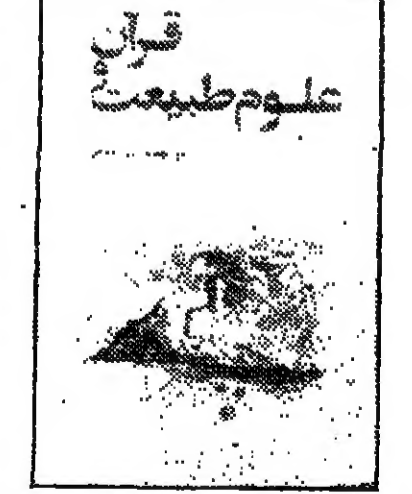 قرآن
و
علوم طبیعت